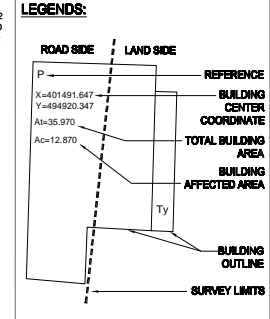 2
LEGENDS:
ROAD SIDE LAND SIDE
P
REFERENCE
X=401491.647
Y=494920.347
BUILDING
CENTER
COORDINATE
At=35.970
TOTAL BUILDING
AREA
Ac=12.870
BUILDING
AFFECTED AREA
Ty
BUILDING
OUTLINE
SURVEY LIMITS